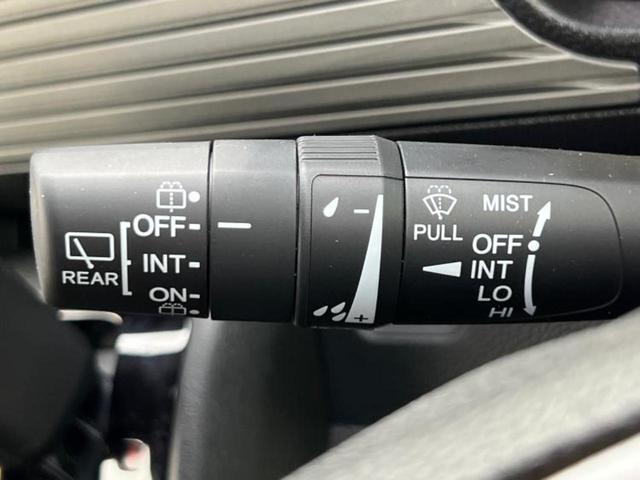 REAR
OFF
INT
ON
−
+
PULL
MIST
OFF
INT
LO
HI